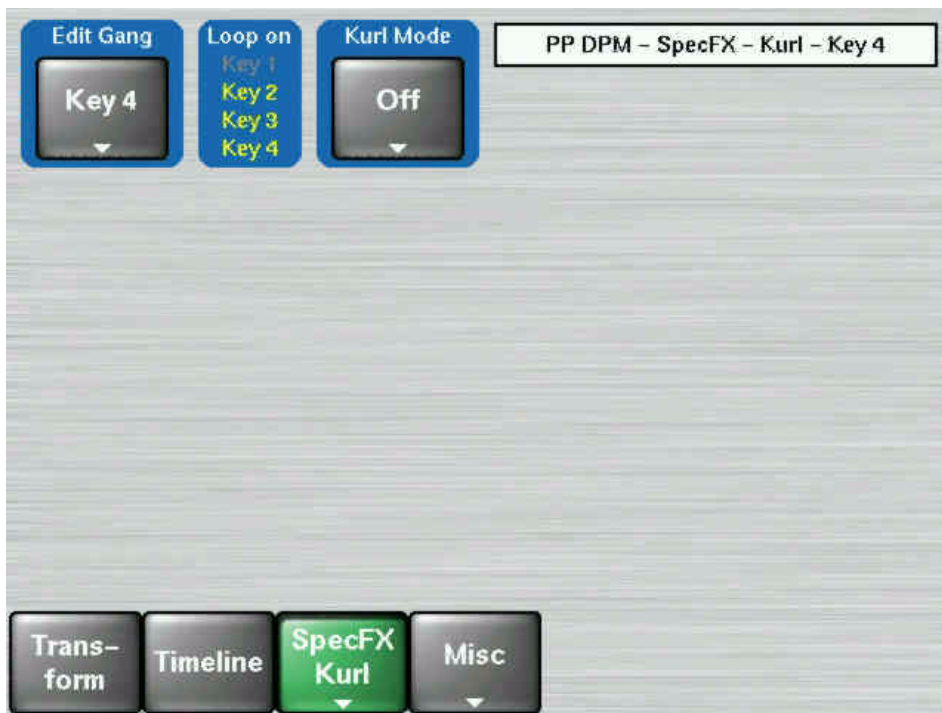 Edit Gang
Key 4
Loop on
Key 1
Key 2
Key 3
Key 4
Kurl Mode
Off
PP DPM – SpecFX – Kurl – Key 4
Trans–
form
Timeline
SpecFX
Kurl
Misc